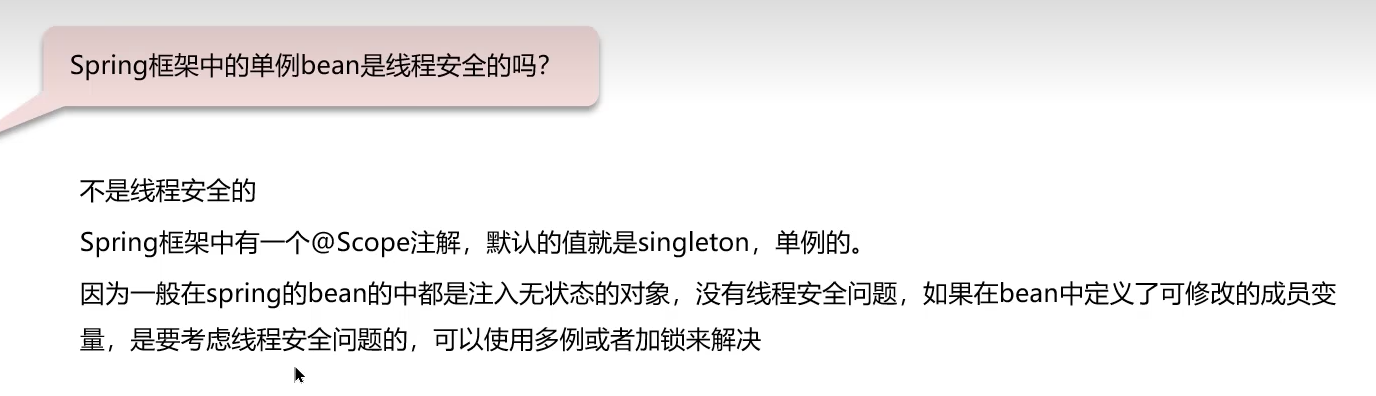 Spring框架中的单例bean是线程安全的吗？
不是线程安全的
Spring框架中有一个@Scope注解，默认的值就是singleton，单例的。
因为一般在spring的bean的中都是注入无状态的对象，没有线程安全问题，如果在bean中定义了可修改的成员变
量，是要考虑线程安全问题的，可以使用多例或者加锁来解决